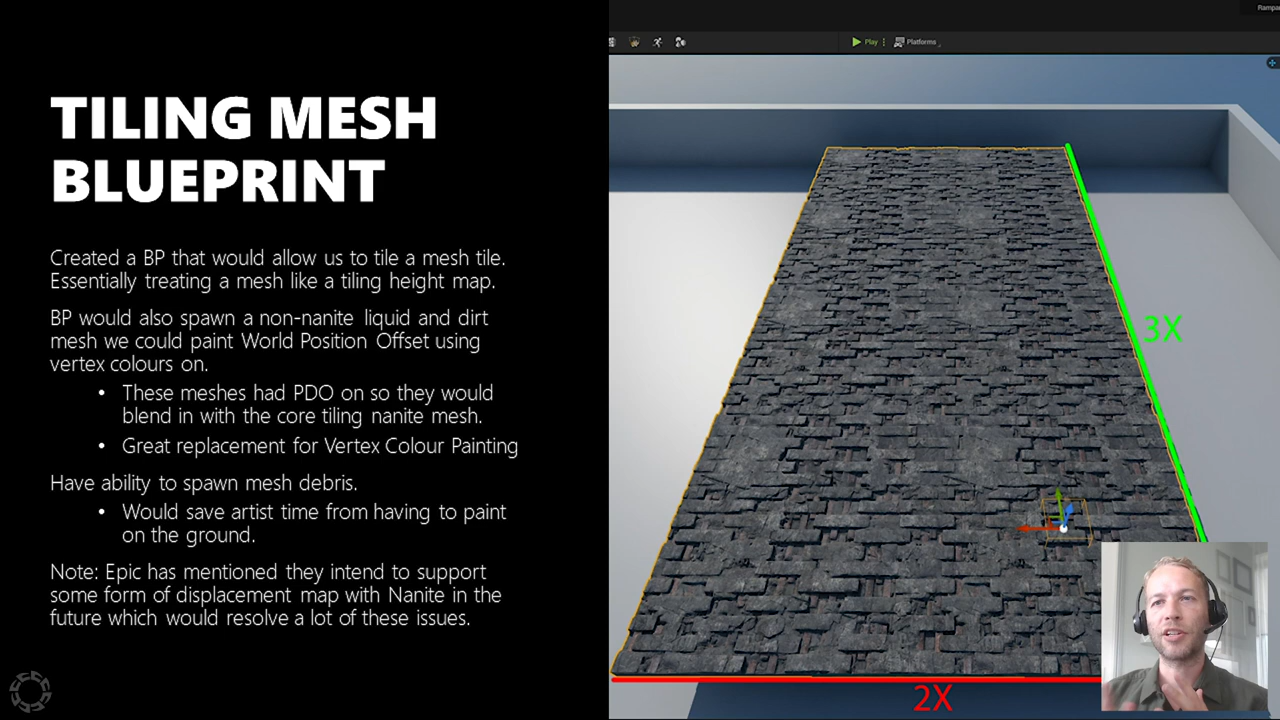 TILING MESH
BLUEPRINT
Created a BP that would allow us to tile a mesh tile.
Essentially treating a mesh like a tiling height map.
BP would also spawn a non-nanite liquid and dirt
mesh we could paint World Position Offset using
vertex colours on.
• These meshes had PDO on so they would
blend in with the core tiling nanite mesh.
• Great replacement for Vertex Colour Painting
Have ability to spawn mesh debris.
• Would save artist time from having to paint
on the ground.
Note: Epic has mentioned they intend to support
some form of displacement map with Nanite in the
future which would resolve a lot of these issues.
Play
Platforms
3X
2X